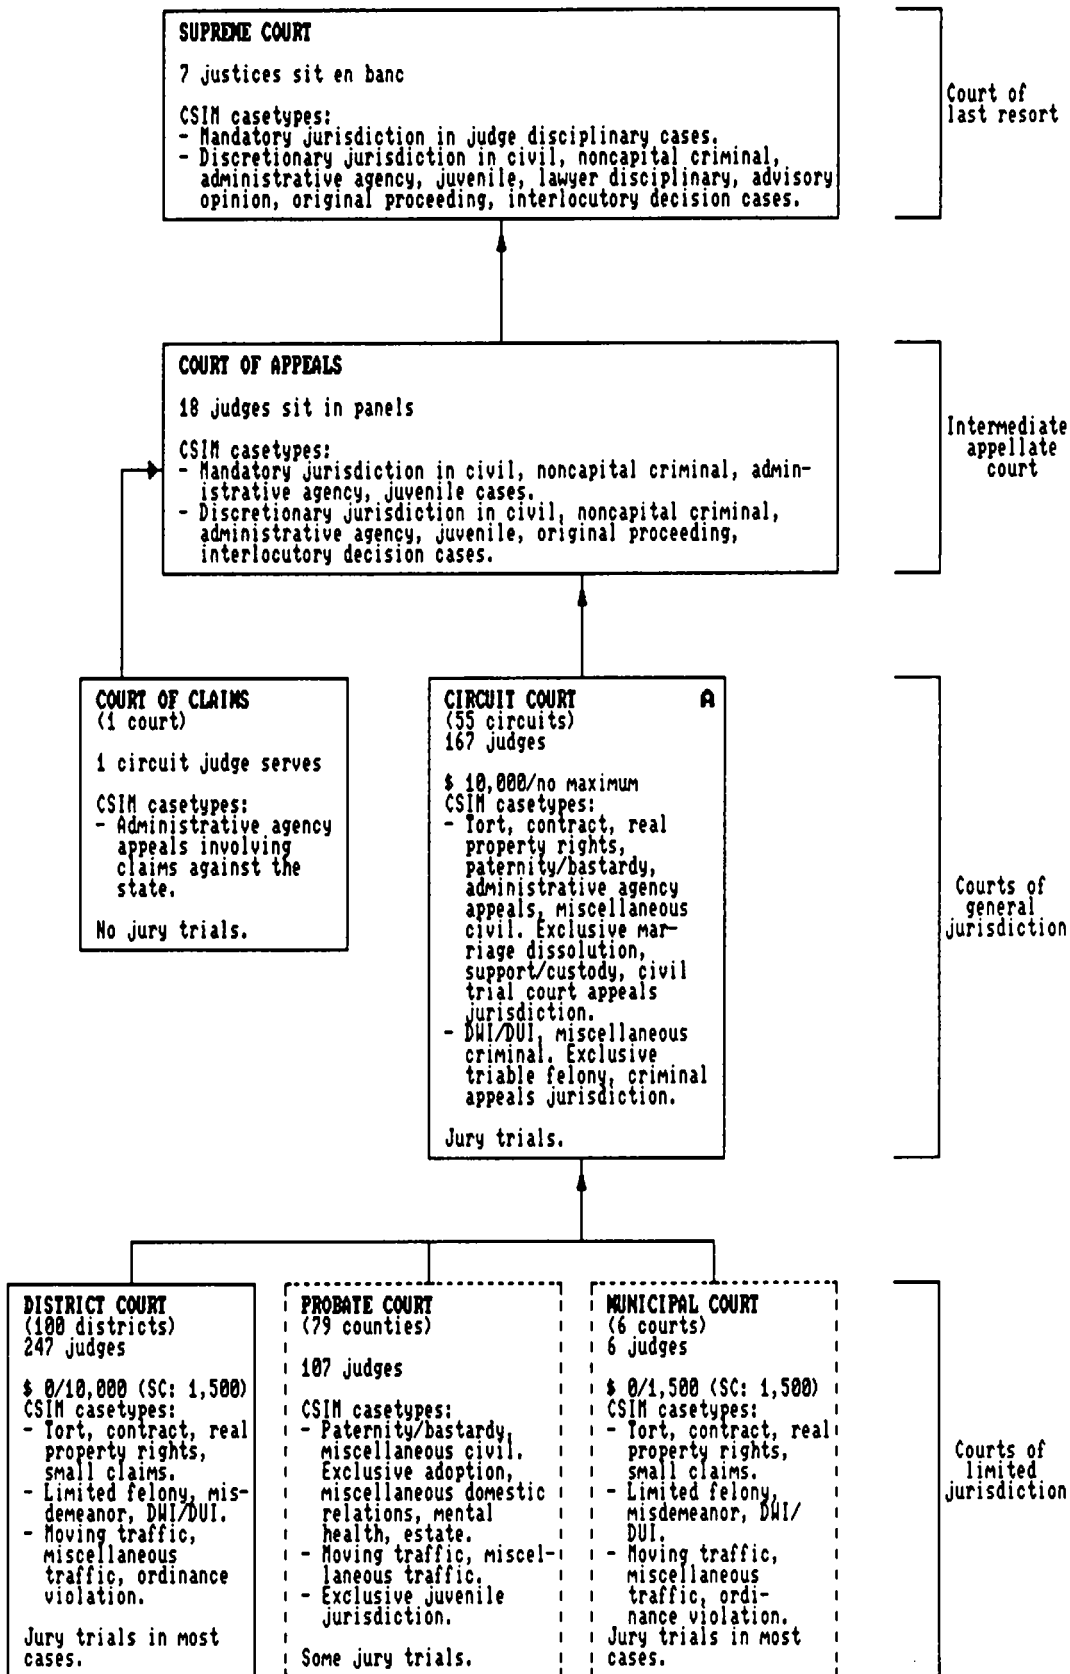 SUPREME COURT
7 justices sit en banc
CSIM casetypes:
- Mandatory jurisdiction in judge disciplinary cases.
- Discretionary jurisdiction in civil, noncapital criminal,
administrative agency, juvenile, lawyer disciplinary, advisory
opinion, original proceeding, interlocutory decision cases.
Court of
last resort
COURT OF APPEALS
18 judges sit in panels
CSIM casetypes:
- Mandatory jurisdiction in civil, noncapital criminal, admin-
istrative agency, juvenile cases.
- Discretionary jurisdiction in civil, noncapital criminal,
administrative agency, juvenile, original proceeding,
interlocutory decision cases.
Intermediate
appellate
court
COURT OF CLAIMS
(1 court)
1 circuit judge serves
CSIM casetypes:
- Administrative agency
appeals involving
claims against the
state.
No jury trials.
CIRCUIT COURT A
(55 circuits)
167 judges
$ 10,000/no maximum
CSIM casetypes:
- Tort, contract, real
property rights,
paternity/bastardy,
administrative agency
appeals, miscellaneous
civil. Exclusive mar-
riage dissolution,
support/custody, civil
trial court appeals
jurisdiction.
- DWI/DUI, miscellaneous
criminal. Exclusive
triable felony, criminal
appeals jurisdiction.
Jury trials.
Courts of
general
jurisdiction
DISTRICT COURT
(100 districts)
247 judges
$ 0/10,000 (SC: 1,500)
CSIM casetypes:
- Tort, contract, real
property rights,
small claims.
- Limited felony, mis-
demeanor, DWI/DUI.
- Moving traffic,
miscellaneous
traffic, ordinance
violation.
Jury trials in most
cases.
PROBATE COURT
(79 counties)
107 judges
CSIM casetypes:
- Paternity/bastardy,
miscellaneous civil.
Exclusive adoption,
miscellaneous domestic
relations, mental
health, estate.
- Moving traffic, miscel-
laneous traffic.
- Exclusive juvenile
jurisdiction.
Some jury trials.
MUNICIPAL COURT
(6 courts)
6 judges
$ 0/1,500 (SC: 1,500)
CSIM casetypes:
- Tort, contract, real
property rights,
small claims.
- Limited felony,
misdemeanor, DWI/
DUI.
- Moving traffic,
miscellaneous
traffic, ordi-
nance violation.
Jury trials in most
cases.
Courts of
limited
jurisdiction